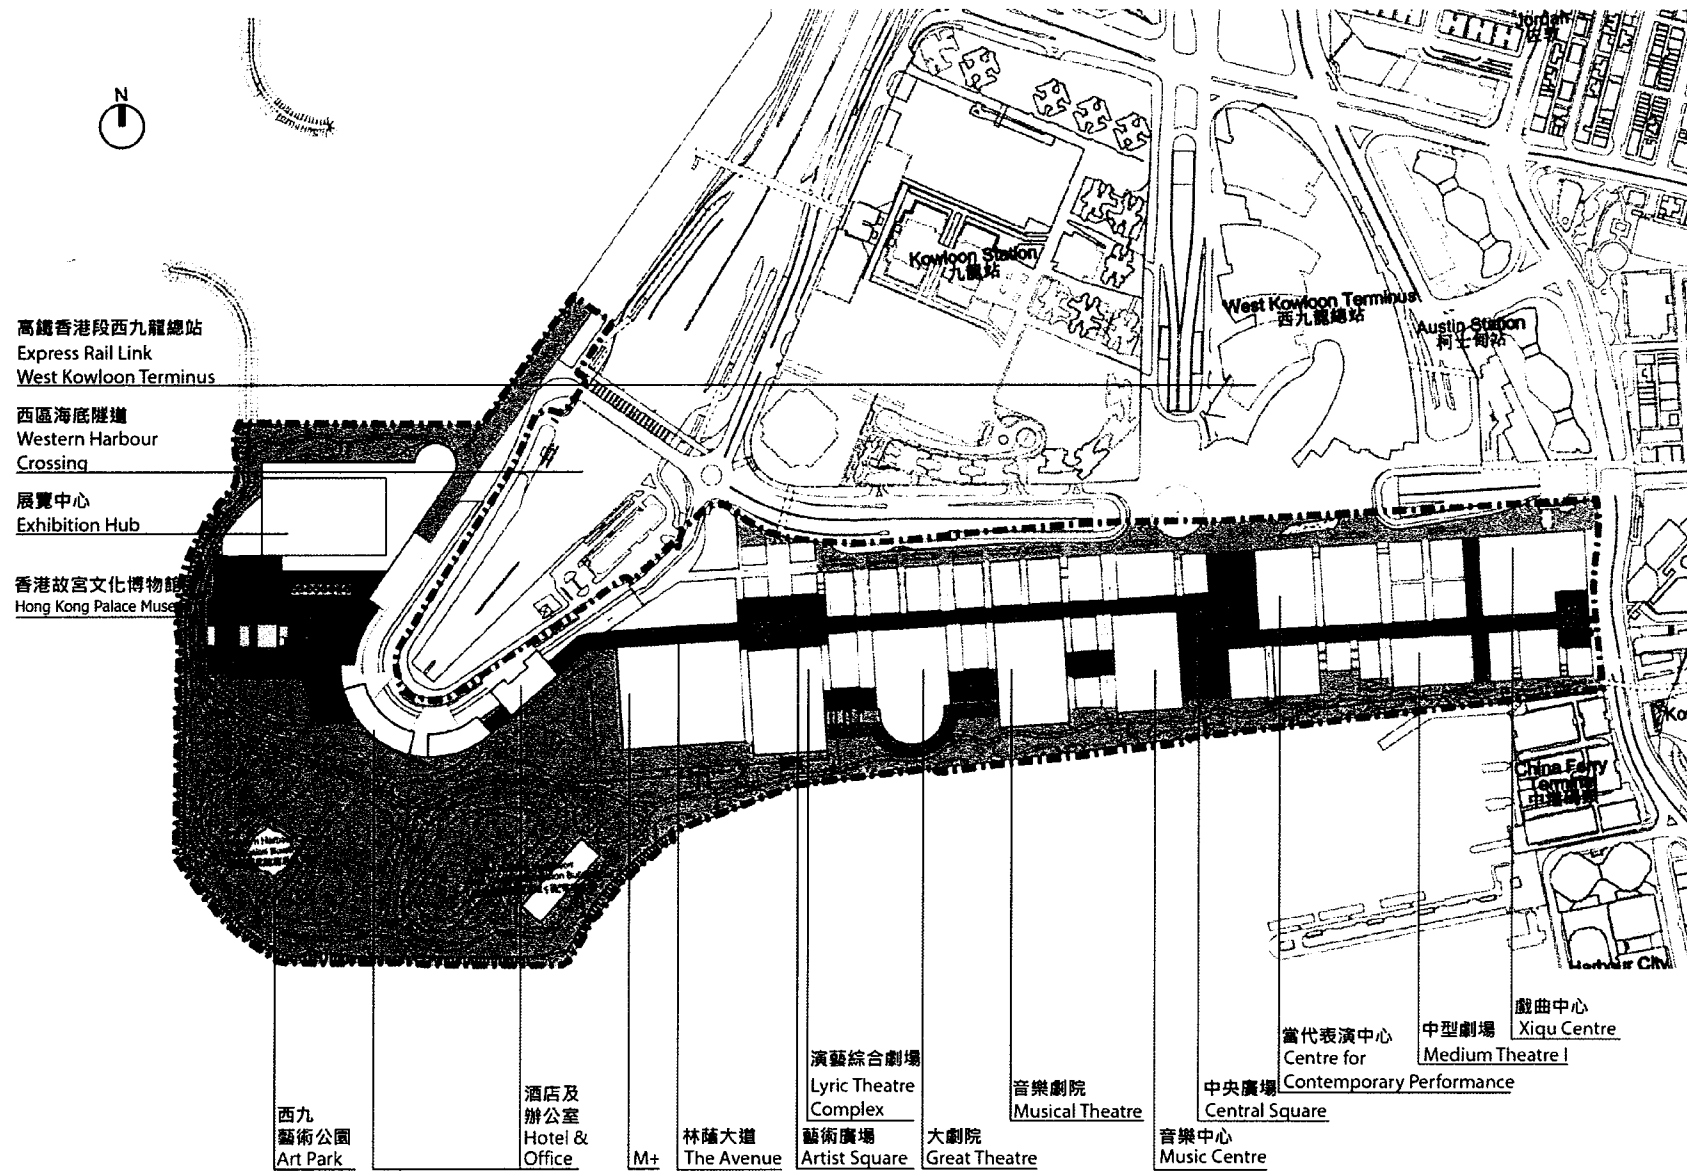 N
Jordan
佐敦
Kowloon Station
九龍站
West Kowloon Terminus
西九龍總站
Austin Station
柯士甸站
高鐵香港段西九龍總站
Express Rail Link
West Kowloon Terminus
西區海底隧道
Western Harbour
Crossing
展覽中心
Exhibition Hub
香港故宮文化博物館
Hong Kong Palace Muse
China Ferry
Terminal
中港碼頭
Harbour City
戲曲中心
Xiqu Centre
中型劇場
Medium Theatre I
當代表演中心
Centre for
Contemporary Performance
中央廣場
Central Square
音樂中心
Music Centre
音樂劇院
Musical Theatre
大劇院
Great Theatre
演藝綜合劇場
Lyric Theatre
Complex
藝術廣場
Artist Square
林蔭大道
The Avenue
M+
酒店及
辦公室
Hotel &
Office
西九
藝術公園
Art Park